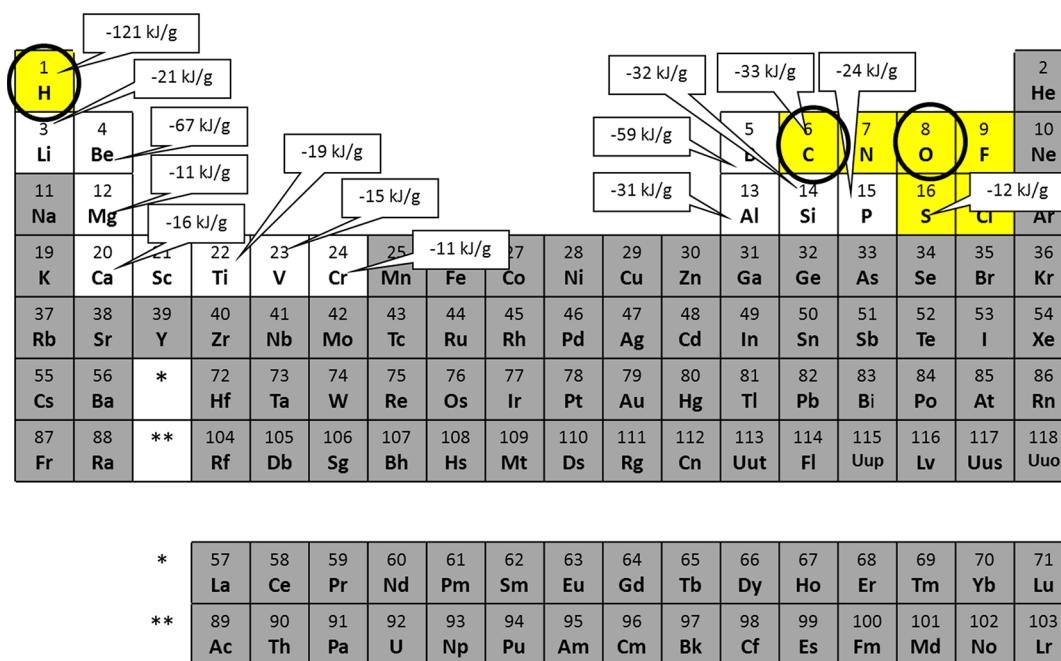 -121 kJ/g
-21 kJ/g
-32 kJ/g -33 kJ/g -24 kJ/g
1 2
H He
-67 kJ/g -59 kJ/g
3 4 5 6 7 8 9 10
Li Be C N O F Ne
-19 kJ/g
-11 kJ/g -31 kJ/g -12 kJ/g
11 12 13 14 15 16
Na Mg Al Si P S Cl Ar
-15 kJ/g
-16 kJ/g
-11 kJ/g
19 20 21 22 23 24 25 27 28 29 30 31 32 33 34 35 36
K Ca Sc Ti V Cr Mn Fe Co Ni Cu Zn Ga Ge As Se Br Kr
37 38 39 40 41 42 43 44 45 46 47 48 49 50 51 52 53 54
Rb Sr Y Zr Nb Mo Tc Ru Rh Pd Ag Cd In Sn Sb Te I Xe
55 56 * 72 73 74 75 76 77 78 79 80 81 82 83 84 85 86
Cs Ba Hf Ta W Re Os Ir Pt Au Hg Tl Pb Bi Po At Rn
87 88 ** 104 105 106 107 108 109 110 111 112 113 114 115 116 117 118
Fr Ra Rf Db Sg Bh Hs Mt Ds Rg Cn Uut Fl Uup Lv Uus Uuo
* 57 58 59 60 61 62 63 64 65 66 67 68 69 70 71
La Ce Pr Nd Pm Sm Eu Gd Tb Dy Ho Er Tm Yb Lu
** 89 90 91 92 93 94 95 96 97 98 99 100 101 102 103
Ac Th Pa U Np Pu Am Cm Bk Cf Es Fm Md No Lr